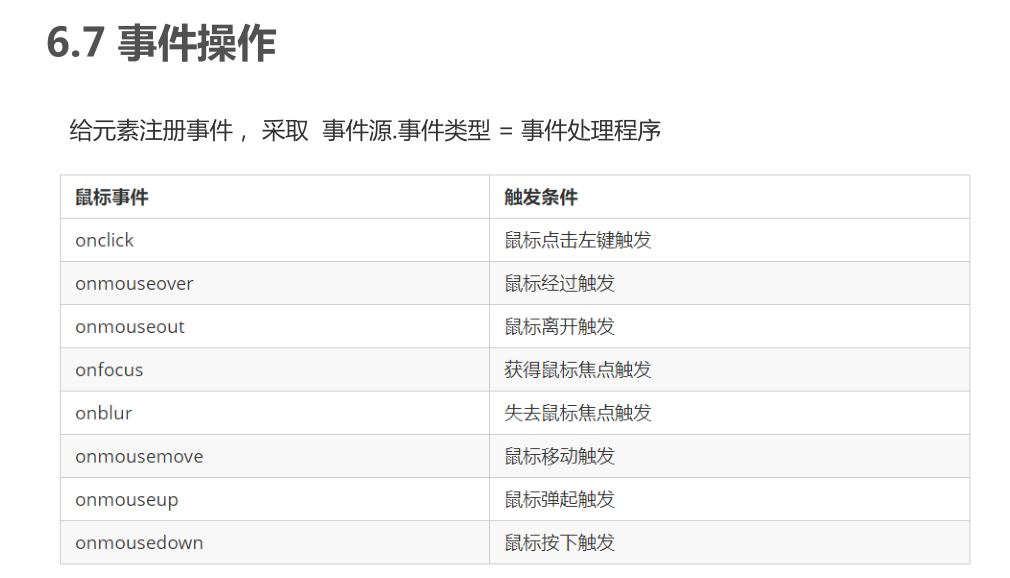 6.7 事件操作
给元素注册事件， 采取 事件源.事件类型 = 事件处理程序
鼠标事件 触发条件
onclick 鼠标点击左键触发
onmouseover 鼠标经过触发
onmouseout 鼠标离开触发
onfocus 获得鼠标焦点触发
onblur 失去鼠标焦点触发
onmousemove 鼠标移动触发
onmouseup 鼠标弹起触发
onmousedown 鼠标按下触发